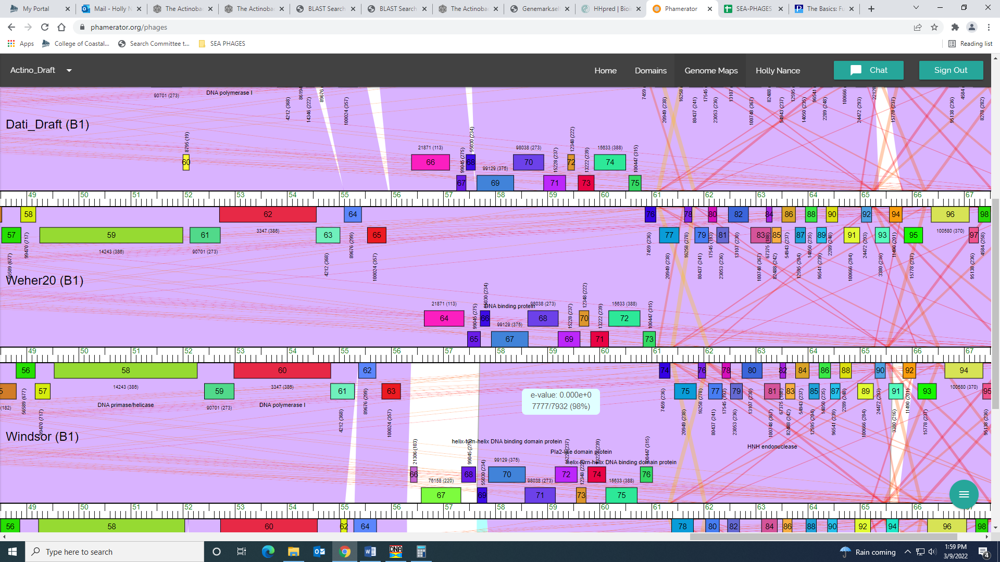 My Portal
Mail - Holly N
The Actinoba
The Actinoba
BLAST Search
BLAST Search
The Actinoba
Genemark.sel
HHpred | Bioi
Phamerator
SEA-PHAGES
The Basics: Fu
phamerator.org/phages
Apps
College of Coastal...
Search Committee t...
SEA PHAGES
Reading list
Actino_Draft
Home
Domains
Genome Maps
Holly Nance
Chat
Sign Out
90701 (273)
DNA polymerase I
4212 (368)
14346 (222)
100024 (357)
20949 (238)
80437 (241)
23053 (236)
100748 (367)
54943 (237)
14050 (235)
2289 (248)
24472 (293)
15778 (237)
95138 (236)
8278 (282)
Dati_Draft (B1)
8795 (19)
60
21871 (113)
66
99045 (275)
67
55030 (234)
68
99129 (375)
69
98038 (273)
70
15228 (237)
71
12348 (222)
72
13222 (239)
73
15633 (388)
74
100447 (315)
75
49 50 51 52 53 54 55 56 57 58 59 60 61 62 63 64 65 66 67
58 62 64 76 78 80 82 84 86 88 90 92 94 96 98
57 59 61 63 65 77 79 81 83 85 87 89 91 93 95 97
56589 (677)
99470 (717)
14243 (386)
90701 (273)
3347 (386)
4212 (368)
89676 (299)
100024 (357)
7459 (236)
20949 (238)
16258 (278)
80437 (241)
17545 (193)
23053 (236)
13107 (230)
100748 (367)
67375 (188)
82488 (242)
54943 (237)
12595 (204)
14050 (235)
96541 (239)
2289 (248)
100666 (284)
24472 (293)
3380 (216)
11490 (201)
15778 (237)
100580 (370)
95138 (236)
4584 (258)
Weher20 (B1)
21871 (113)
99045 (275)
55030 (234)
DNA binding protein
99129 (375)
98038 (273)
15228 (237)
12348 (222)
13222 (239)
15633 (388)
100447 (315)
64 66 68 70 72
65 67 69 71 73
49 50 51 52 53 54 55 56 57 58 59 60 61 62 63 64 65 66 67
56 58 60 62 74 76 78 80 82 84 86 88 90 92 94
5 57 59 61 63 75 77 79 81 83 85 87 89 91 93 95
(182)
56589 (677)
99470 (717)
14243 (386)
DNA primase/helicase
90701 (273)
3347 (386)
DNA polymerase I
4212 (368)
89676 (299)
100024 (357)
e-value: 0.000e+0
7777/7932 (98%)
7459 (236)
20949 (238)
16258 (278)
80437 (241)
17545 (193)
23053 (236)
13107 (230)
100748 (367)
67375 (188)
82488 (242)
54943 (237)
12595 (204)
14050 (235)
96541 (239)
2289 (248)
100666 (284)
24472 (293)
3380 (216)
11490 (201)
15778 (237)
100580 (370)
95138 (236)
Windsor (B1)
HNH endonuclease
helix-turn-helix DNA binding domain protein
Pla2-like domain protein
helix-turn-helix DNA binding domain protein
21306 (103)
76158 (220)
99045 (275)
55030 (234)
99129 (375)
98038 (273)
15633 (388)
100447 (315)
66 68 70 72 74 76
67 69 71 73 75
49 50 51 52 53 54 55 56 57 58 59 60 61 62 63 64 65 66 67
56 58 60 62 64 78 80 82 84 86 88 90 92 94 96 98
Type here to search
DNA
Rain coming
1:59 PM
3/9/2022
4